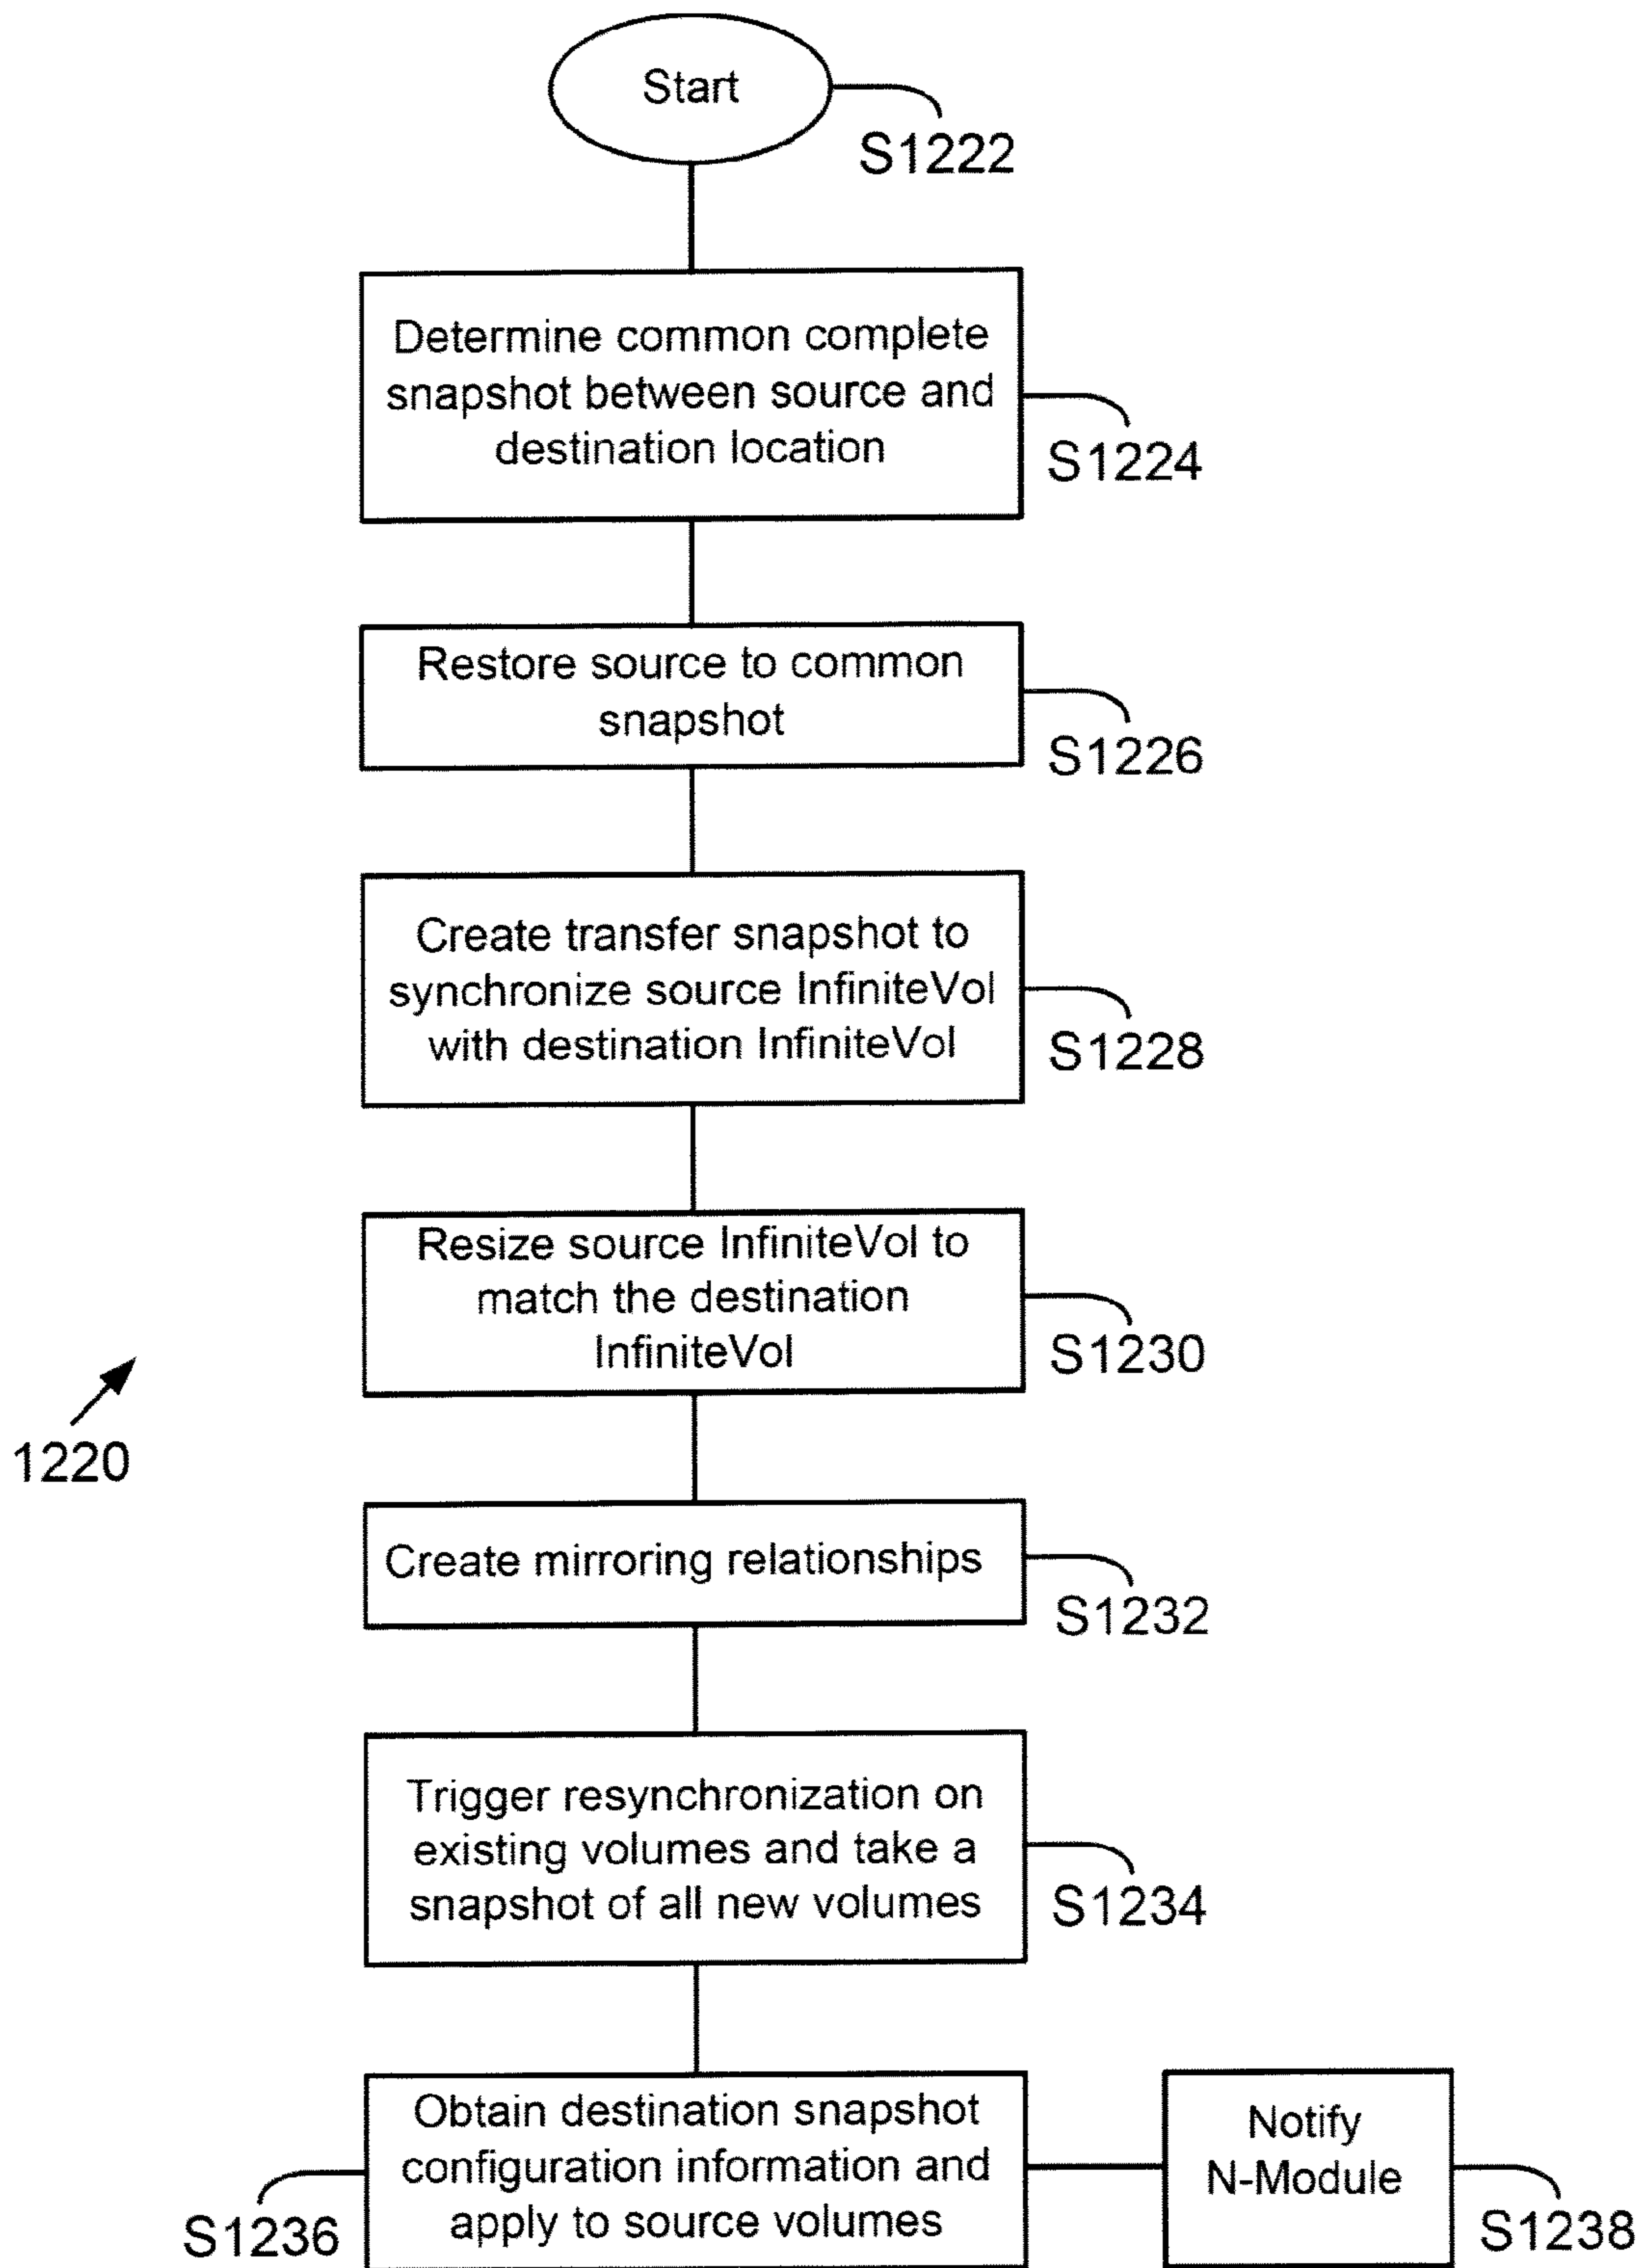 Start
S1222
Determine common complete
snapshot between source and
destination location
S1224
Restore source to common
snapshot
S1226
Create transfer snapshot to
synchronize source InfiniteVol
with destination InfiniteVol
S1228
Resize source InfiniteVol to
match the destination
InfiniteVol
S1230
1220
Create mirroring relationships
S1232
Trigger resynchronization on
existing volumes and take a
snapshot of all new volumes
S1234
Obtain destination snapshot
configuration information and
apply to source volumes
S1236
Notify
N-Module
S1238